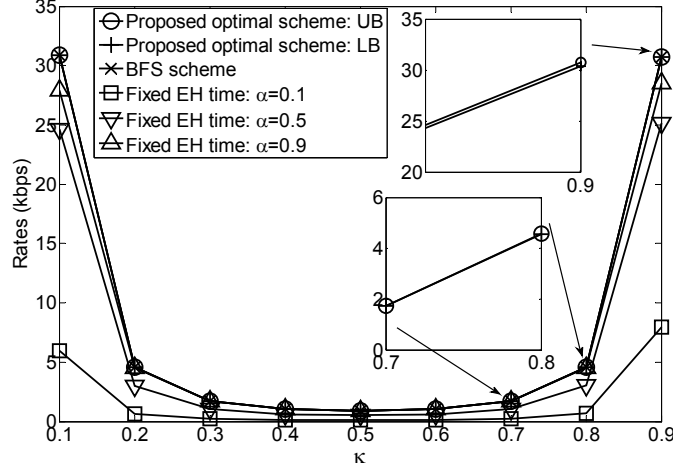 Proposed optimal scheme: UB
Proposed optimal scheme: LB
BFS scheme
Fixed EH time: α=0.1
Fixed EH time: α=0.5
Fixed EH time: α=0.9
Rates (kbps)
35
30
25
20
15
10
5
0
0.1 0.2 0.3 0.4 0.5 0.6 0.7 0.8 0.9
κ
35
30
25
20
0.9
6
4
2
0
0.7 0.8